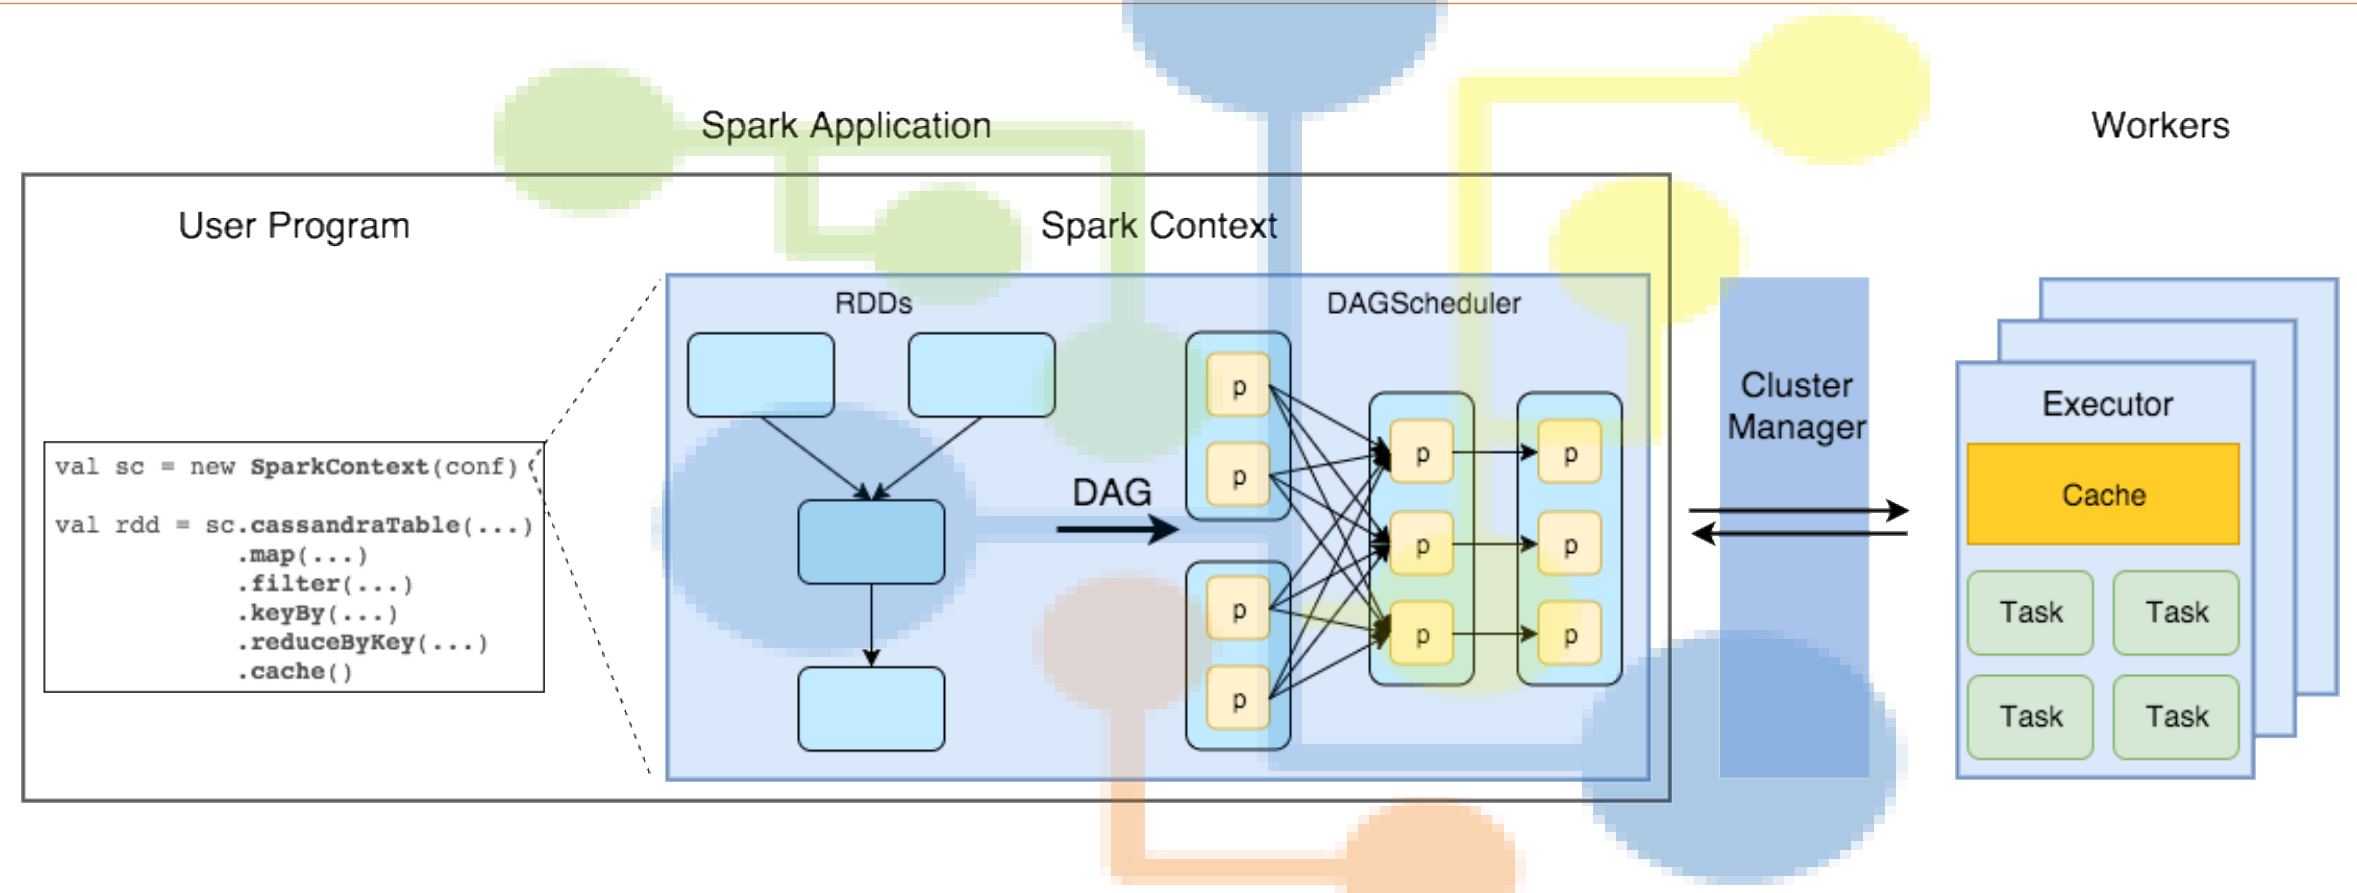 Spark Application
Workers
User Program
Spark Context
RDDs
DAGScheduler
val sc = new SparkContext(conf)
val rdd = sc.cassandraTable(...)
.map(...)
.filter(...)
.keyBy(...)
.reduceByKey(...)
.cache()
DAG
p
p
p
p
p
p
p
p
p
p
Cluster
Manager
Executor
Cache
Task
Task
Task
Task